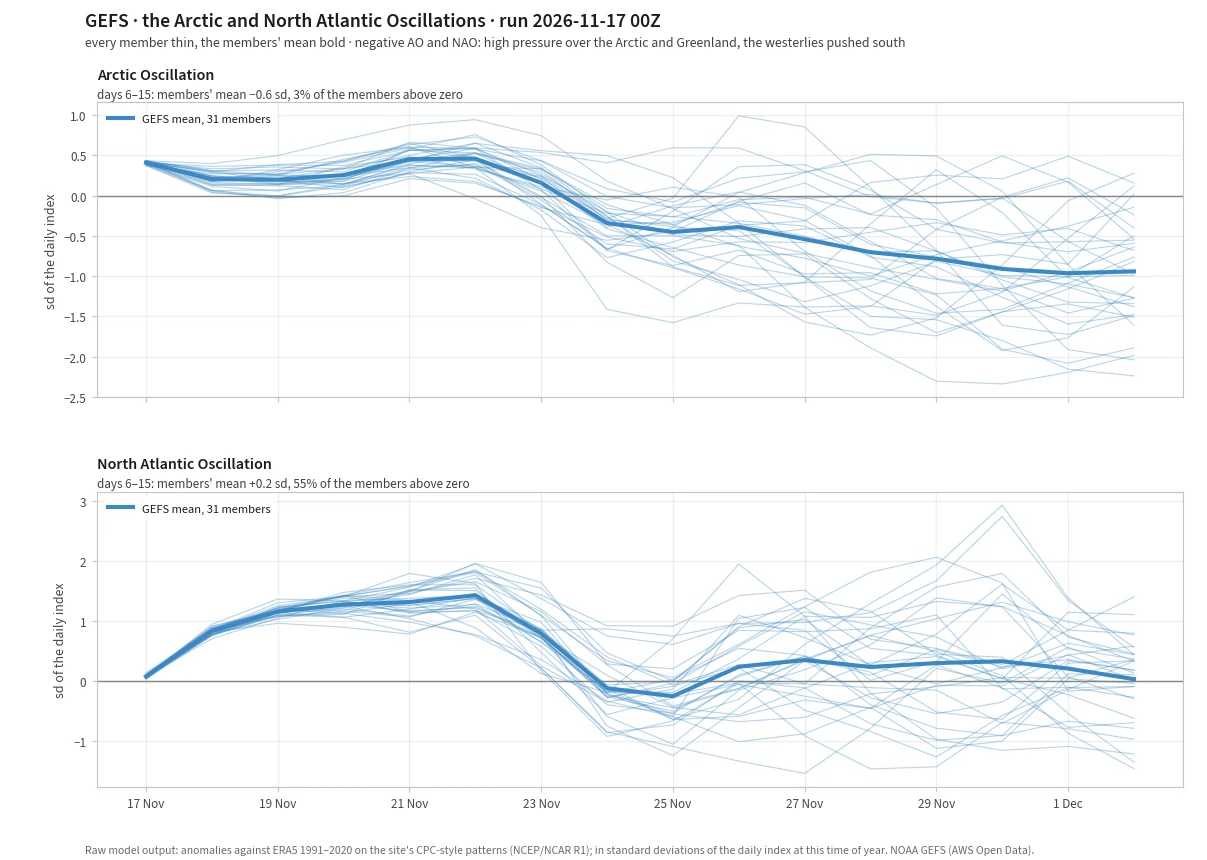 GEFS · the Arctic and North Atlantic Oscillations · run 2026-11-17 00Z
every member thin, the members' mean bold · negative AO and NAO: high pressure over the Arctic and Greenland, the westerlies pushed south
Arctic Oscillation
days 6–15: members' mean −0.6 sd, 3% of the members above zero
GEFS mean, 31 members
sd of the daily index
1.0
0.5
0.0
−0.5
−1.0
−1.5
−2.0
−2.5
North Atlantic Oscillation
days 6–15: members' mean +0.2 sd, 55% of the members above zero
GEFS mean, 31 members
sd of the daily index
3
2
1
0
−1
17 Nov 19 Nov 21 Nov 23 Nov 25 Nov 27 Nov 29 Nov 1 Dec
Raw model output: anomalies against ERA5 1991–2020 on the site's CPC-style patterns (NCEP/NCAR R1); in standard deviations of the daily index at this time of year. NOAA GEFS (AWS Open Data).